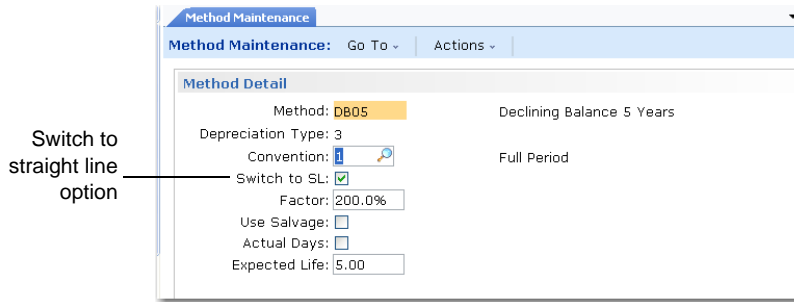 Method Maintenance
Method Maintenance: Go To Actions
Method Detail
Method: DB05 Declining Balance 5 Years
Depreciation Type: 3
Convention: 1 Full Period
Switch to SL:
Factor: 200.0%
Use Salvage:
Actual Days:
Expected Life: 5.00
Switch to
straight line
option